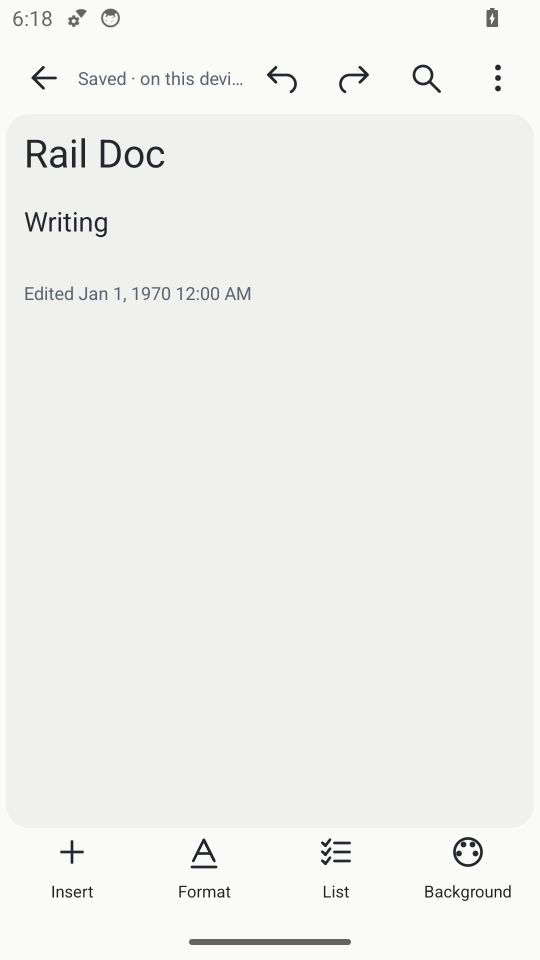 6:18
Saved · on this devi...
Rail Doc
Writing
Edited Jan 1, 1970 12:00 AM
Insert
Format
List
Background